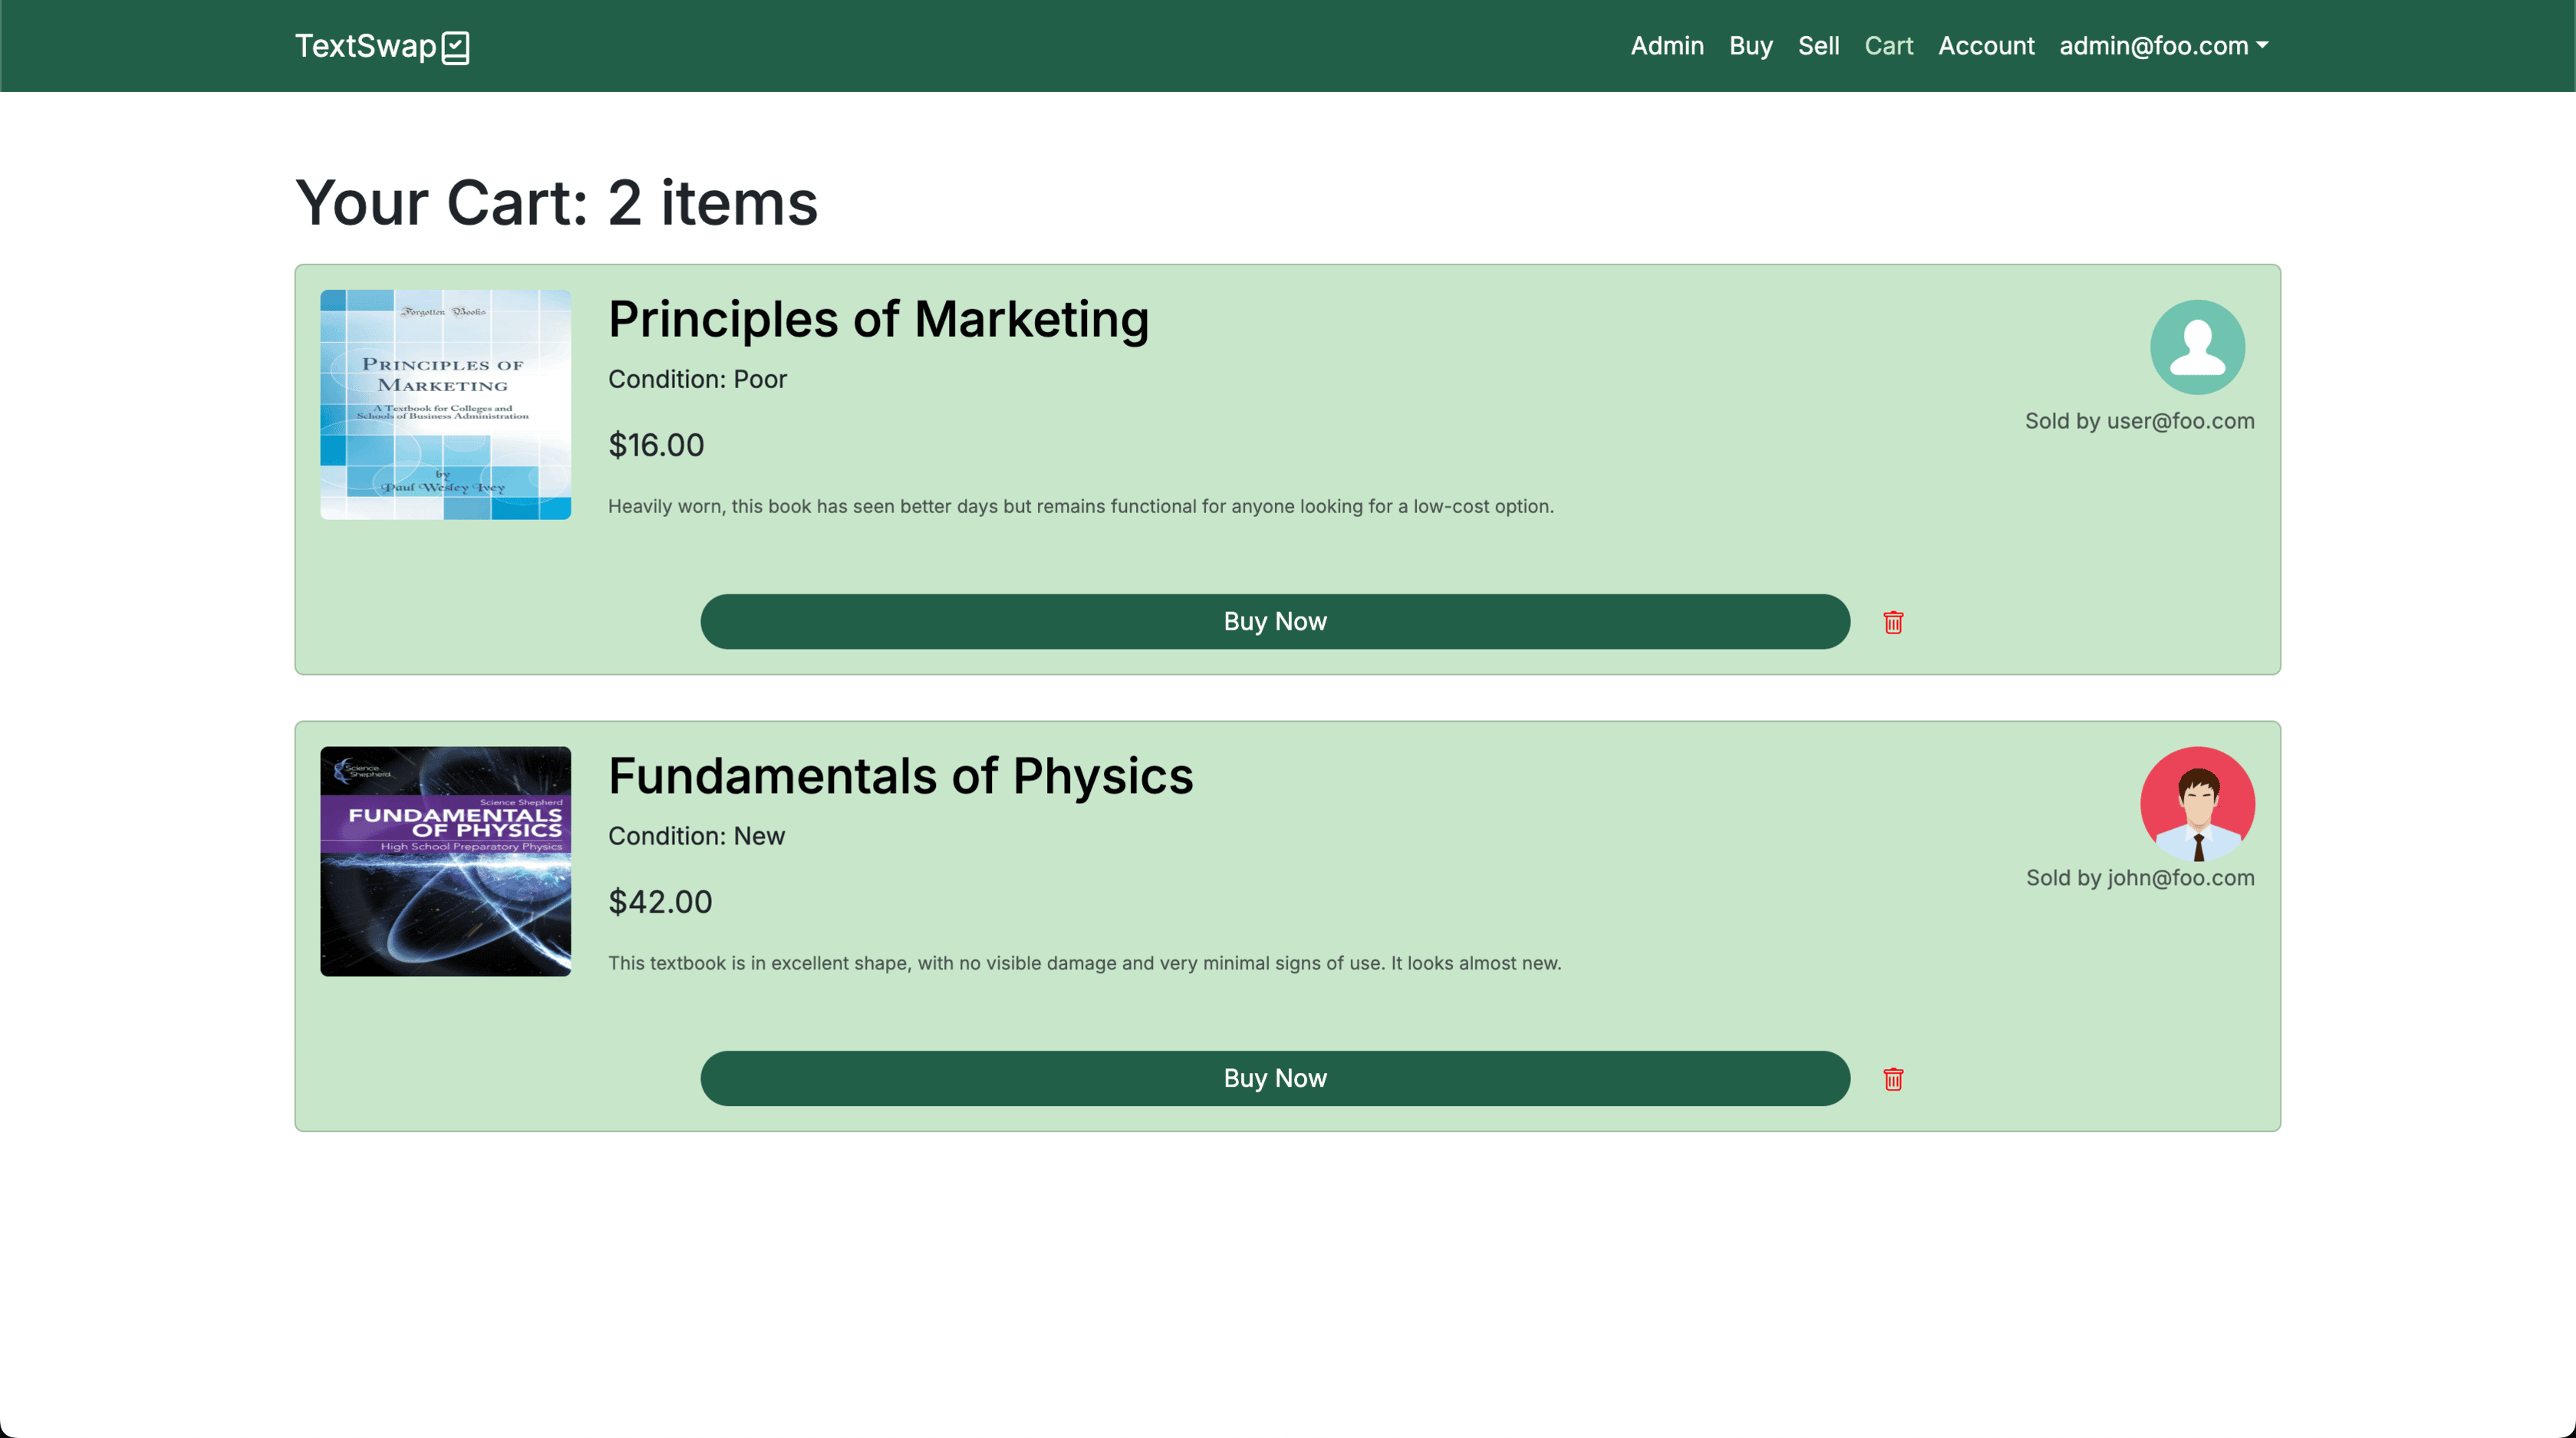 TextSwap
Admin Buy Sell Cart Account admin@foo.com
Your Cart: 2 items
Forgotten Books
PRINCIPLES OF
MARKETING
A Textbook for Colleges and
Schools of Business Administration
by
Paul Wesley Ivey
Principles of Marketing
Condition: Poor
$16.00
Heavily worn, this book has seen better days but remains functional for anyone looking for a low-cost option.
Sold by user@foo.com
Buy Now
Science
Shepherd
Science Shepherd
FUNDAMENTALS
OF PHYSICS
High School Preparatory Physics
Fundamentals of Physics
Condition: New
$42.00
This textbook is in excellent shape, with no visible damage and very minimal signs of use. It looks almost new.
Sold by john@foo.com
Buy Now